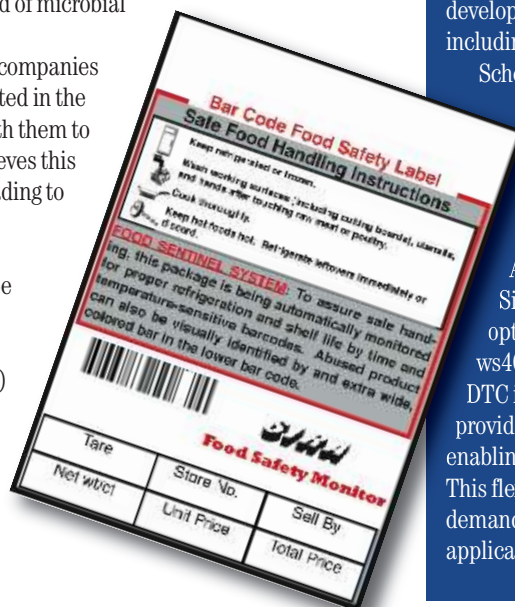 d of microbial
companies
ted in the
th them to
eves this
ding to
e
)
Bar Code Food Safety Label
Safe Food Handling Instructions
Keep refrigerated or frozen.
Wash working surfaces (including cutting boards), utensils,
and hands after touching raw meat or poultry.
Cook thoroughly.
Keep hot foods hot. Refrigerate leftovers immediately or
discard.
FOOD SENTINEL SYSTEM: To assure safe hand-
ing, this package is being automatically monitored
for proper refrigeration and shelf life by time and
temperature-sensitive barcodes. Abused product
can also be visually identified by and extra wide,
colored bar in the lower bar code.
Food Safety Monitor
Tare
Store No.
Sell By
Net wt/ct
Unit Price
Total Price
develop
includin
Sche
A
Si
opt
ws40
DTC i
provid
enablin
This fle
demand
applica